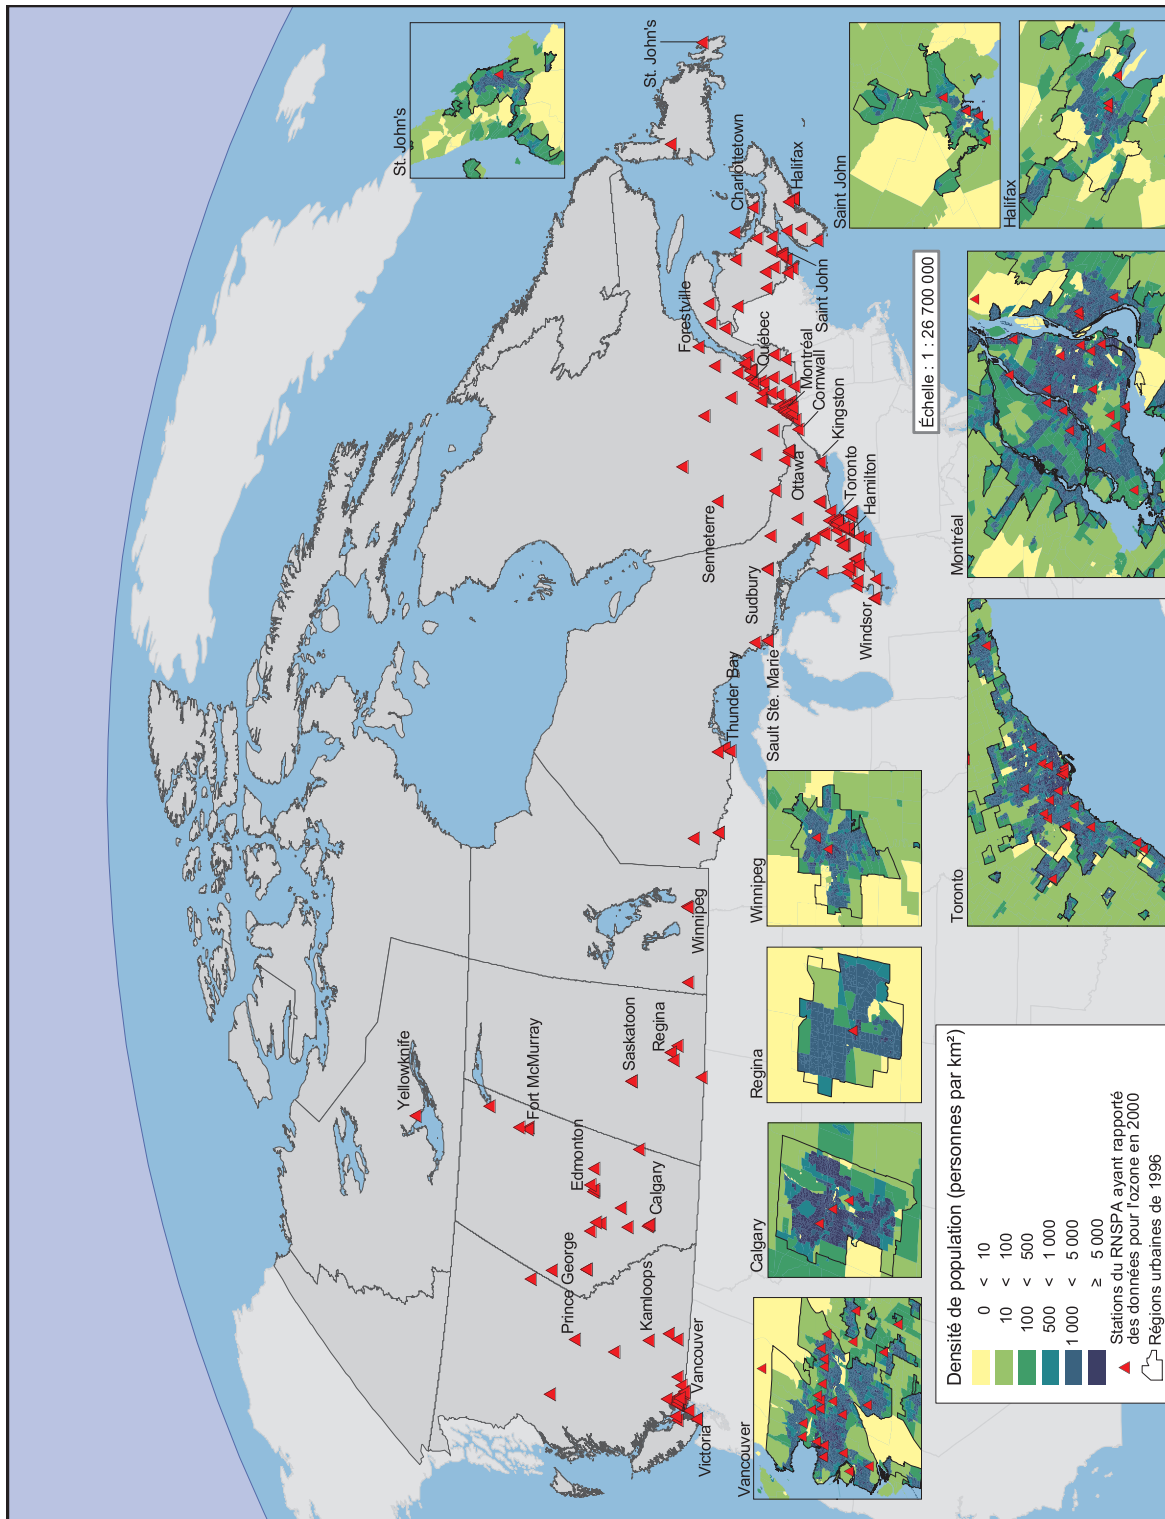 St. John's
St. John's
Charlottetown
Halifax
Saint John
Forestville
Québec
Montréal
Cornwall
Kingston
Ottawa
Toronto
Hamilton
Senneterre
Sudbury
Windsor
Sault Ste. Marie
Thunder Bay
Winnipeg
Regina
Saskatoon
Yellowknife
Fort McMurray
Edmonton
Calgary
Prince George
Kamloops
Vancouver
Victoria
Saint John
Halifax
Échelle : 1 : 26 700 000
Montréal
Toronto
Winnipeg
Regina
Calgary
Vancouver
Densité de population (personnes par km²)
0 < 10
10 < 100
100 < 500
500 < 1 000
1 000 < 5 000
≥ 5 000
Stations du RNSPA ayant rapporté
des données pour l'ozone en 2000
Régions urbaines de 1996